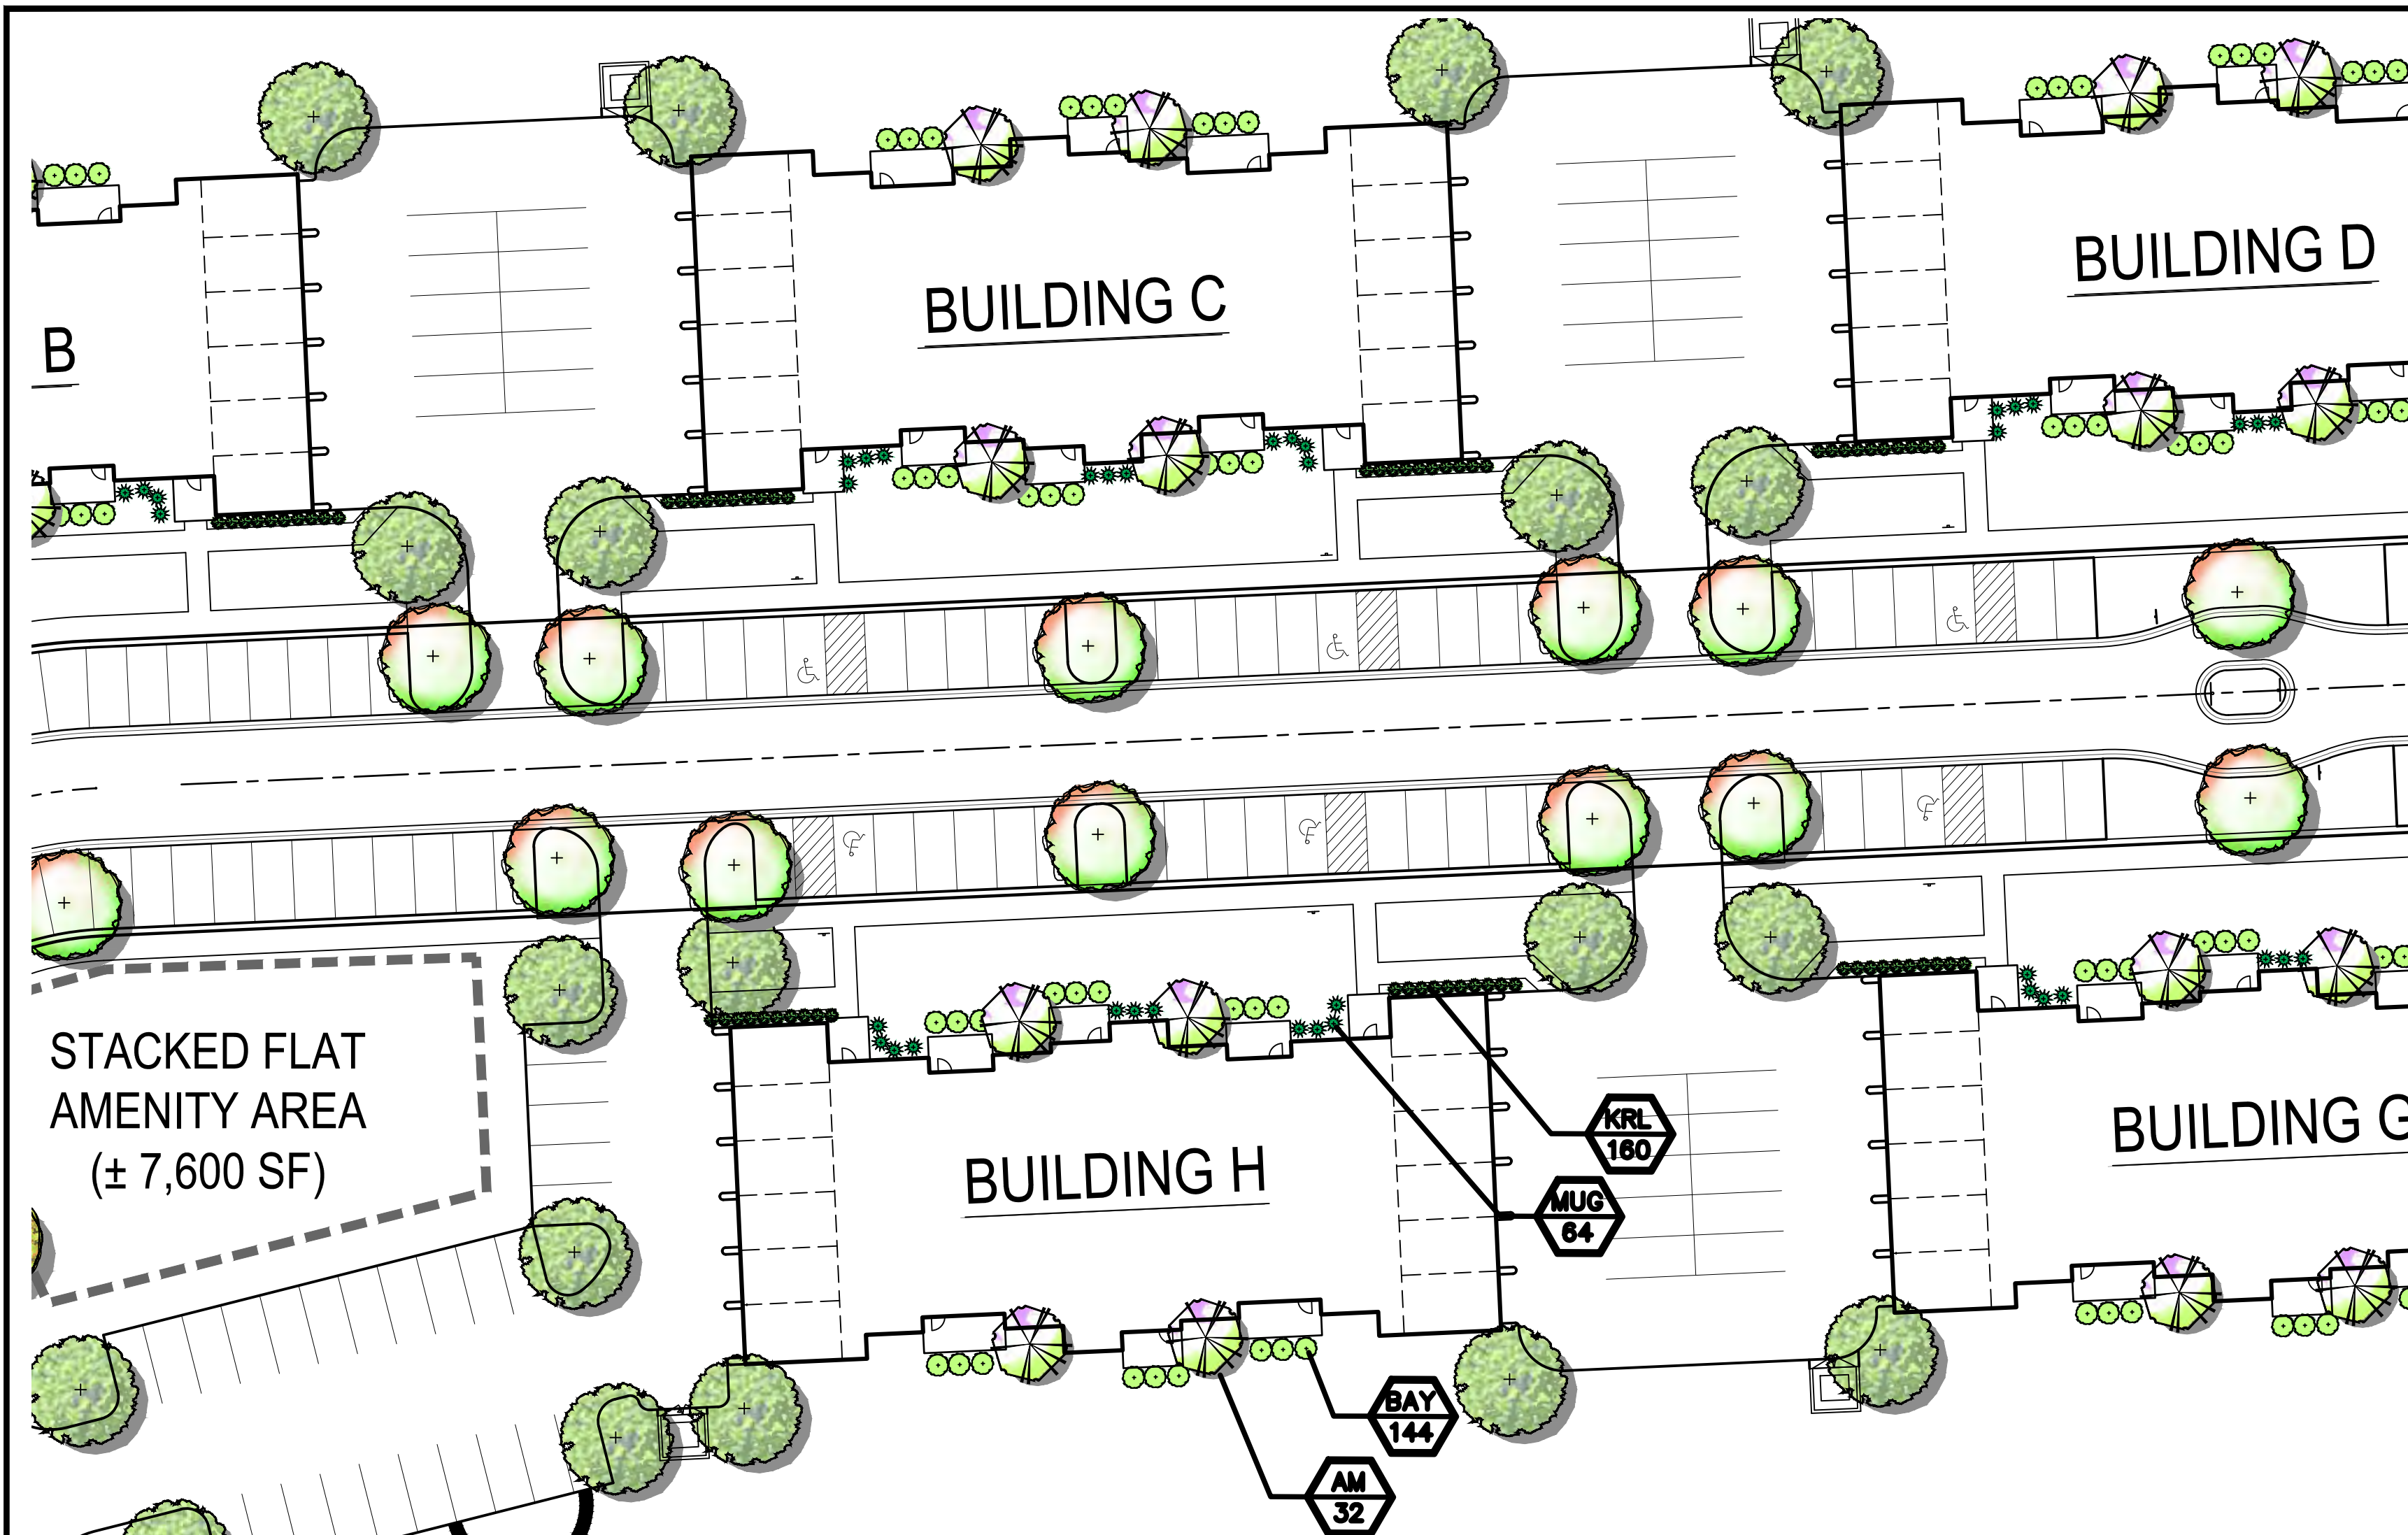 BUILDING D
BUILDING C
B
STACKED FLAT
AMENITY AREA
(± 7,600 SF)
BUILDING H
BUILDING G
KRL
160
MUG
64
BAY
144
AM
32